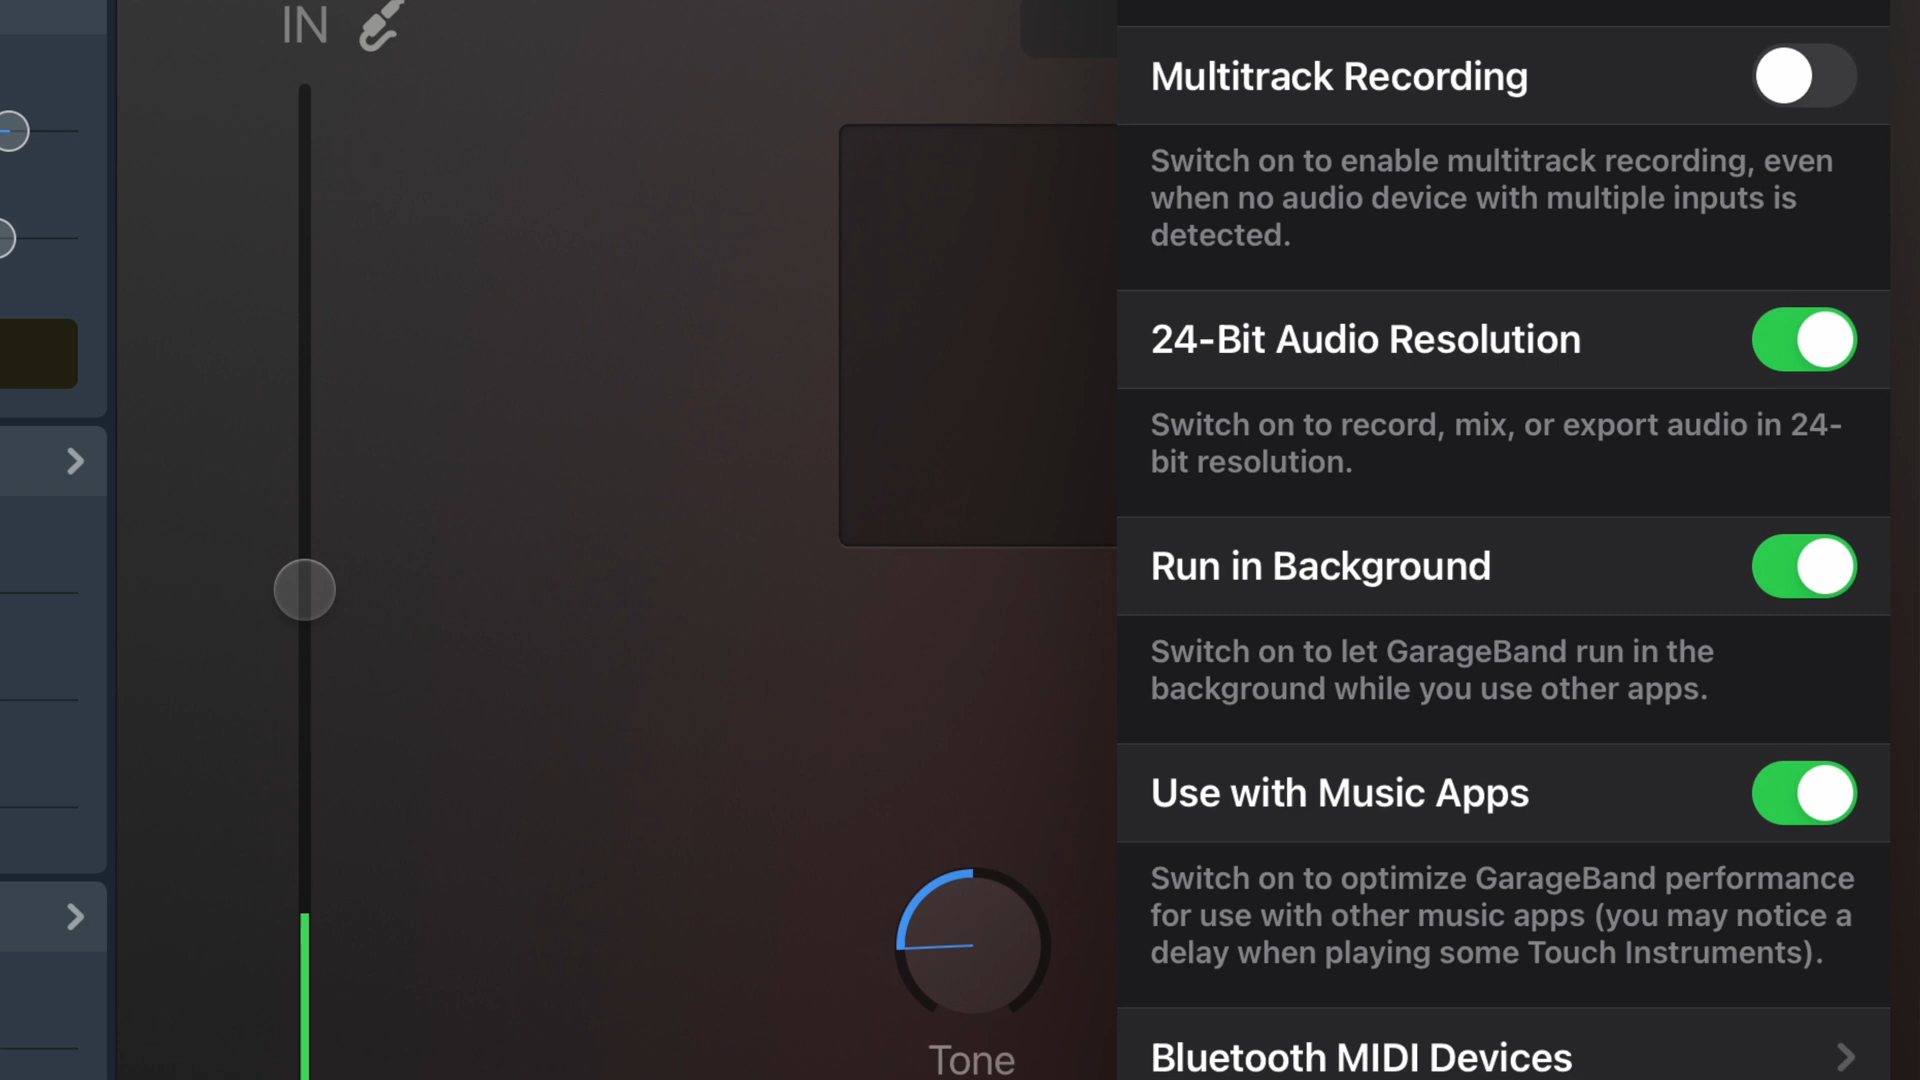 IN
Multitrack Recording
Switch on to enable multitrack recording, even
when no audio device with multiple inputs is
detected.
24-Bit Audio Resolution
Switch on to record, mix, or export audio in 24-
bit resolution.
Run in Background
Switch on to let GarageBand run in the
background while you use other apps.
Use with Music Apps
Switch on to optimize GarageBand performance
for use with other music apps (you may notice a
delay when playing some Touch Instruments).
Tone
Bluetooth MIDI Devices